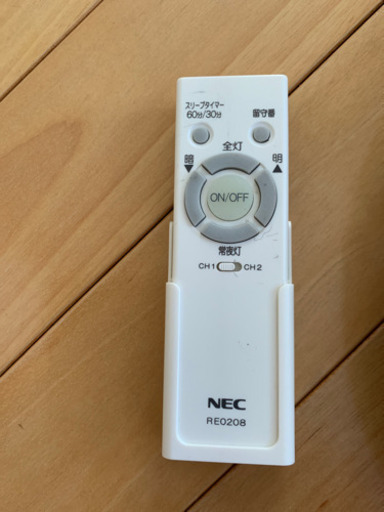 スリープタイマー
60分/30分
留守番
全灯
暗
明
▼
▲
ON/OFF
常夜灯
CH1 CH2
NEC
RE0208